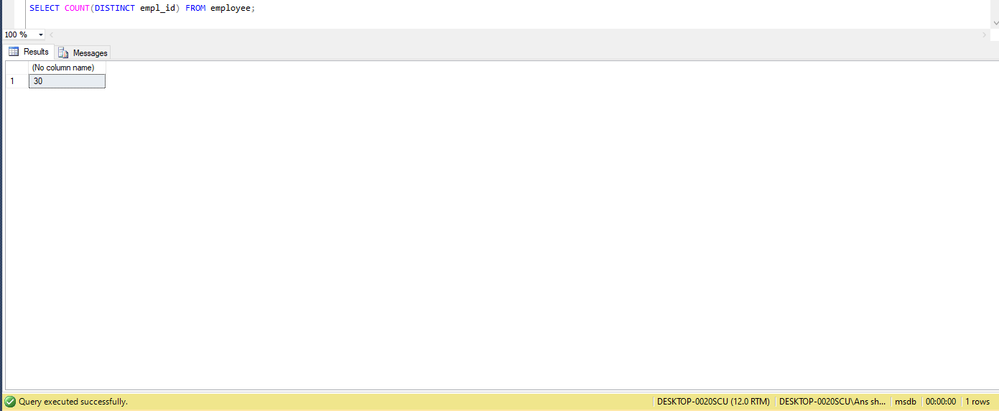 SELECT COUNT(DISTINCT empl_id) FROM employee;
100 %
Results Messages
(No column name)
1 30
Query executed successfully. DESKTOP-0020SCU (12.0 RTM) DESKTOP-0020SCU\Ans sh... msdb 00:00:00 1 rows